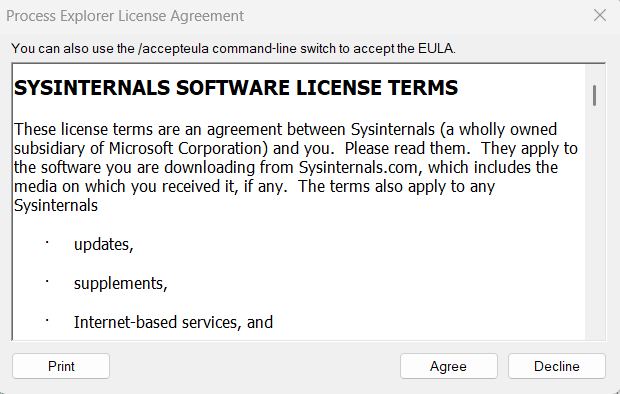 Process Explorer License Agreement
You can also use the /accepteula command-line switch to accept the EULA.
SYSINTERNALS SOFTWARE LICENSE TERMS
These license terms are an agreement between Sysinternals (a wholly owned
subsidiary of Microsoft Corporation) and you.  Please read them.  They apply to
the software you are downloading from Sysinternals.com, which includes the
media on which you received it, if any.  The terms also apply to any
Sysinternals
· updates,
· supplements,
· Internet-based services, and
Print Agree Decline